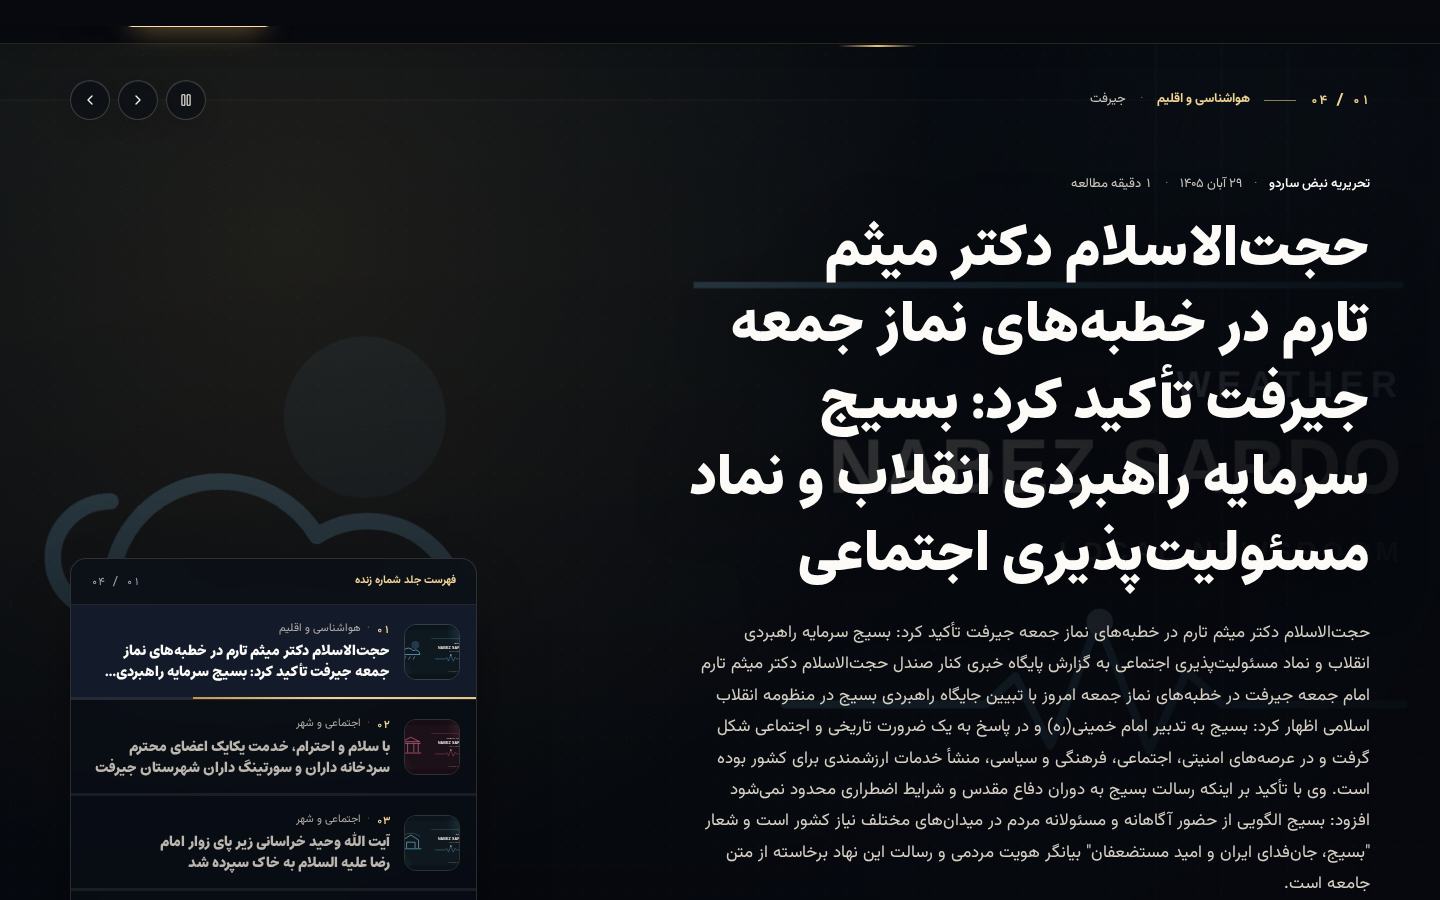 ۰۱ / ۰۴ هواشناسی و اقلیم · جیرفت
تحریریه نبض ساردو · ۲۹ آبان ۱۴۰۵ · ۱ دقیقه مطالعه
حجت‌الاسلام دکتر میثم
تارم در خطبه‌های نماز جمعه
جیرفت تأکید کرد: بسیج
سرمایه راهبردی انقلاب و نماد
مسئولیت‌پذیری اجتماعی
WEATHER
NABEZ SARDO
حجت‌الاسلام دکتر میثم تارم در خطبه‌های نماز جمعه جیرفت تأکید کرد: بسیج سرمایه راهبردی
انقلاب و نماد مسئولیت‌پذیری اجتماعی به گزارش پایگاه خبری کنار صندل حجت‌الاسلام دکتر میثم تارم
امام جمعه جیرفت در خطبه‌های نماز جمعه امروز با تبیین جایگاه راهبردی بسیج در منظومه انقلاب
اسلامی اظهار کرد: بسیج به تدبیر امام خمینی(ره) و در پاسخ به یک ضرورت تاریخی و اجتماعی شکل
گرفت و در عرصه‌های امنیتی، اجتماعی، فرهنگی و سیاسی، منشأ خدمات ارزشمندی برای کشور بوده
است. وی با تأکید بر اینکه رسالت بسیج به دوران دفاع مقدس و شرایط اضطراری محدود نمی‌شود
افزود: بسیج الگویی از حضور آگاهانه و مسئولانه مردم در میدان‌های مختلف نیاز کشور است و شعار
"بسیج، جان‌فدای ایران و امید مستضعفان" بیانگر هویت مردمی و رسالت این نهاد برخاسته از متن
جامعه است.
فهرست جلد شماره زنده ۰۱ / ۰۴
۰۱ · هواشناسی و اقلیم
حجت‌الاسلام دکتر میثم تارم در خطبه‌های نماز
جمعه جیرفت تأکید کرد: بسیج سرمایه راهبردی...
۰۲ · اجتماعی و شهر
با سلام و احترام، خدمت یکایک اعضای محترم
سردخانه داران و سورتینگ داران شهرستان جیرفت
۰۳ · اجتماعی و شهر
آیت الله وحید خراسانی زیر پای زوار امام
رضا علیه السلام به خاک سپرده شد